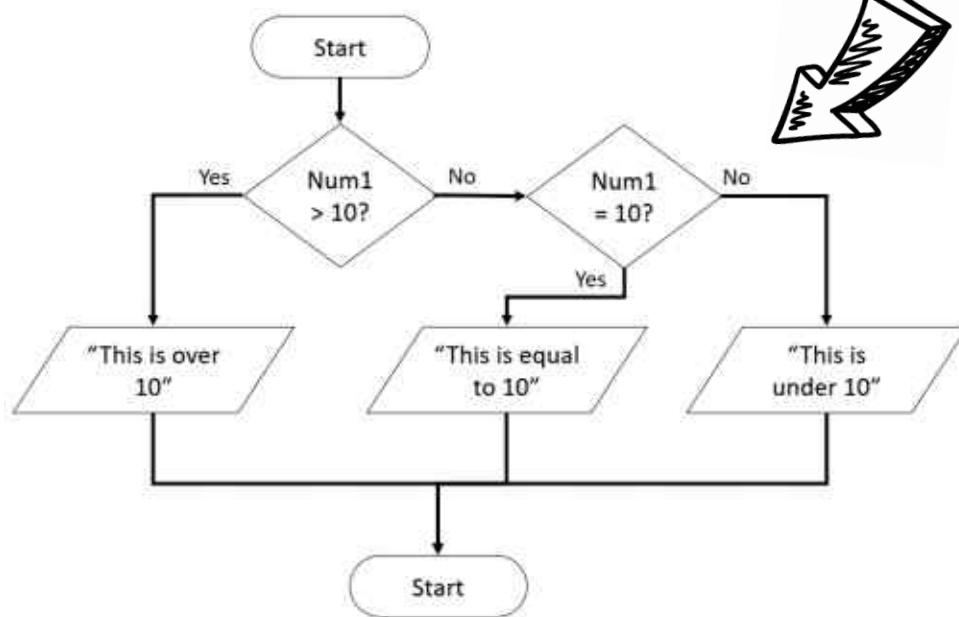 Start
Num1
> 10?
Yes
No
Num1
= 10?
No
Yes
“This is over
10”
“This is equal
to 10”
“This is
under 10”
Start